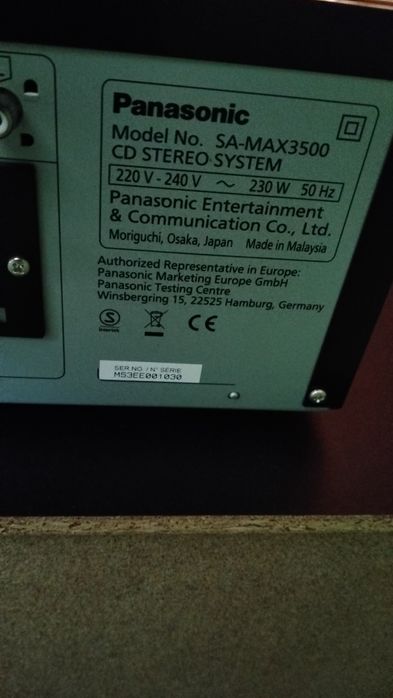 Panasonic
Model No. SA-MAX3500
CD STEREO SYSTEM
220 V - 240 V ~ 230 W 50 Hz
Panasonic Entertainment
& Communication Co., Ltd.
Moriguchi, Osaka, Japan Made in Malaysia
Authorized Representative in Europe:
Panasonic Marketing Europe GmbH
Panasonic Testing Centre
Winsbergring 15, 22525 Hamburg, Germany
S
Intertek
CE
SER NO. / N° SÉRIE
MS3EE001030